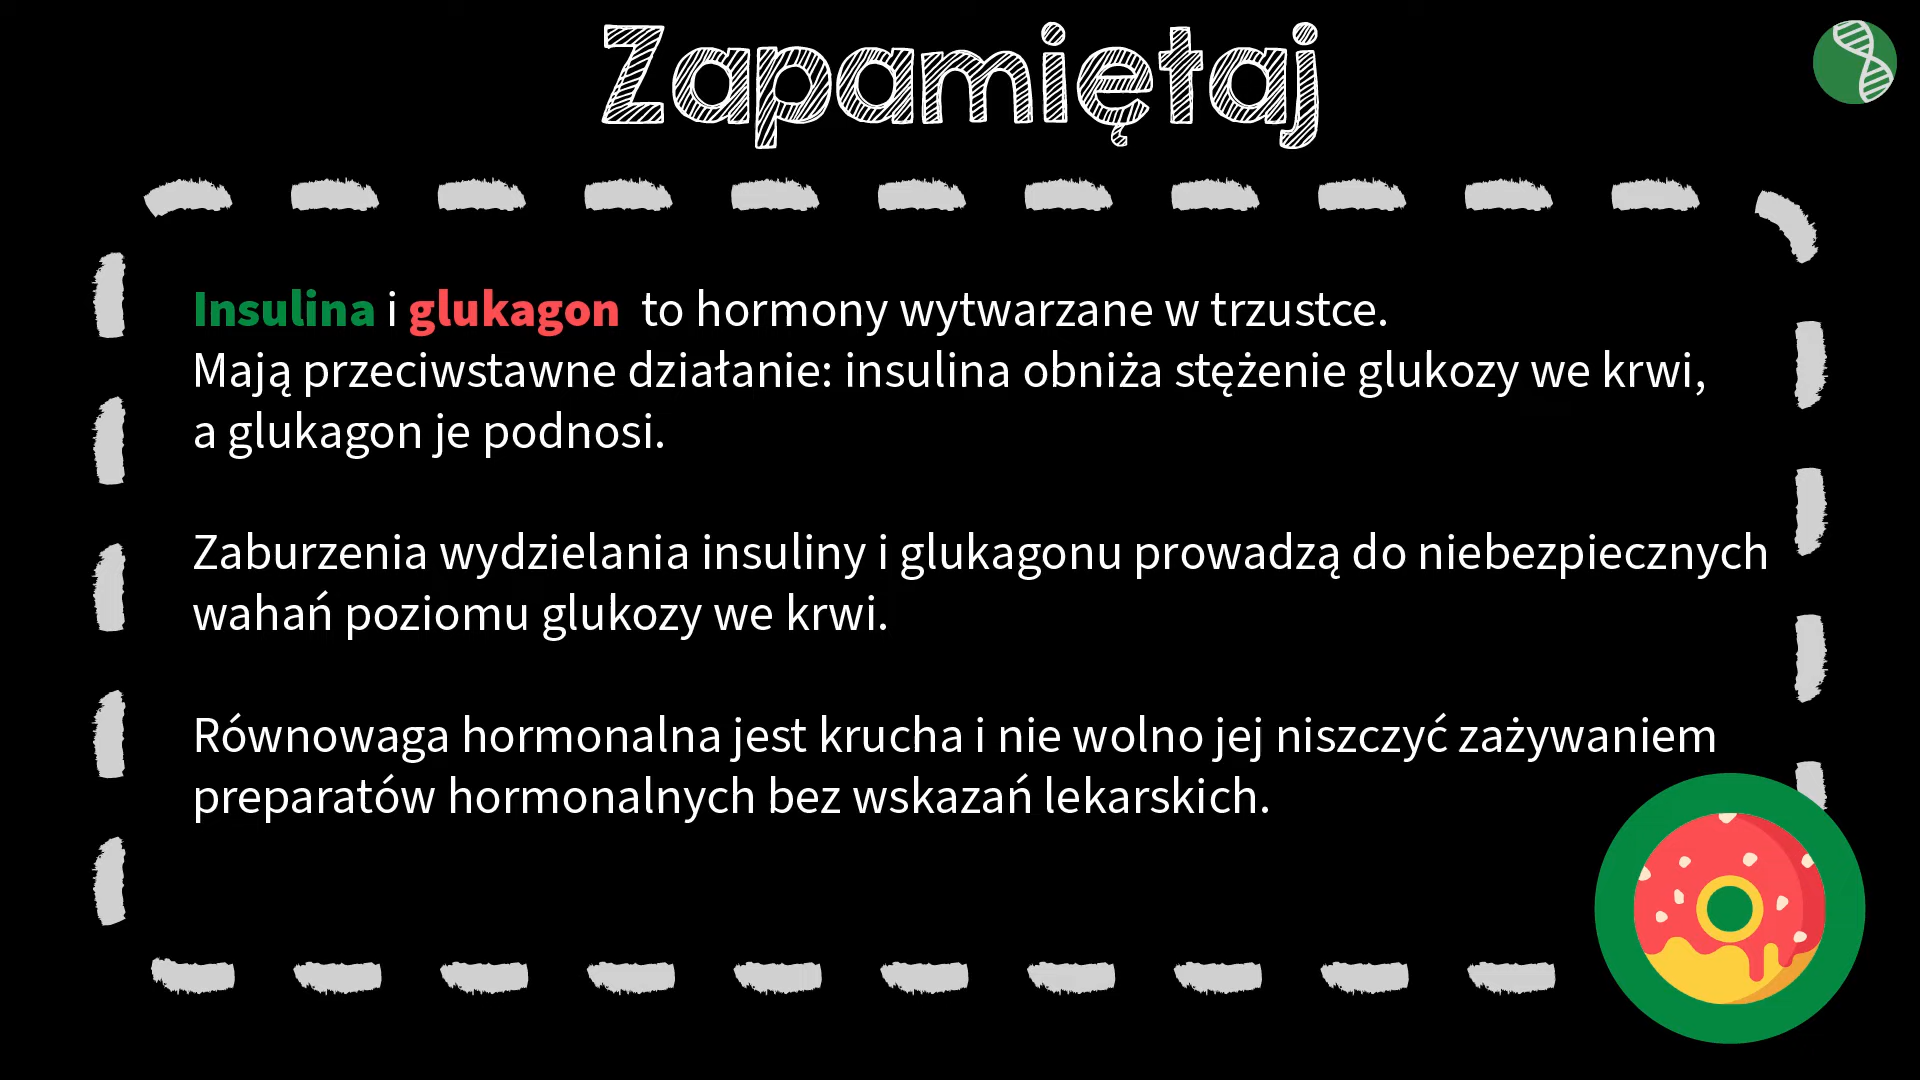 Zapamiętaj
Insulina i glukagon to hormony wytwarzane w trzustce.
Mają przeciwstawne działanie: insulina obniża stężenie glukozy we krwi,
a glukagon je podnosi.
Zaburzenia wydzielania insuliny i glukagonu prowadzą do niebezpiecznych
wahań poziomu glukozy we krwi.
Równowaga hormonalna jest krucha i nie wolno jej niszczyć zażywaniem
preparatów hormonalnych bez wskazań lekarskich.